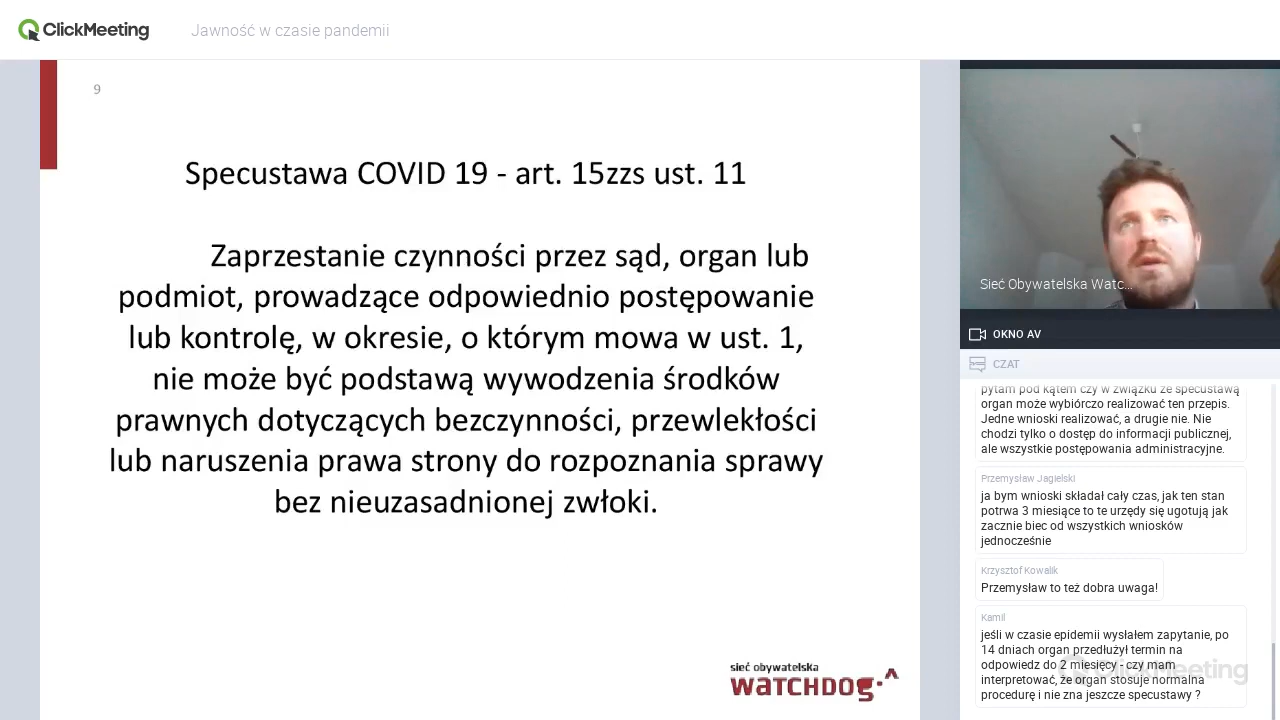 ClickMeeting
Jawność w czasie pandemii
9
Specustawa COVID 19 - art. 15zzs ust. 11
Zaprzestanie czynności przez sąd, organ lub
podmiot, prowadzące odpowiednio postępowanie
lub kontrolę, w okresie, o którym mowa w ust. 1,
nie może być podstawą wywodzenia środków
prawnych dotyczących bezczynności, przewlekłości
lub naruszenia prawa strony do rozpoznania sprawy
bez nieuzasadnionej zwłoki.
sieć obywatelska
WATCHDOG
Sieć Obywatelska Watc...
OKNO AV
CZAT
pytam pod kątem czy w związku ze specustawą
organ może wybiórczo realizować ten przepis.
Jedne wnioski realizować, a drugie nie. Nie
chodzi tylko o dostęp do informacji publicznej,
ale wszystkie postępowania administracyjne.
Przemysław Jagielski
ja bym wnioski składał cały czas, jak ten stan
potrwa 3 miesiące to te urzędy się ugotują jak
zacznie biec od wszystkich wniosków
jednocześnie
Krzysztof Kowalik
Przemysław to też dobra uwaga!
Kamil
jeśli w czasie epidemii wysłałem zapytanie, po
14 dniach organ przedłużył termin na
odpowiedz do 2 miesięcy - czy mam
interpretować, że organ stosuje normalna
procedurę i nie zna jeszcze specustawy ?
ClickMeeting